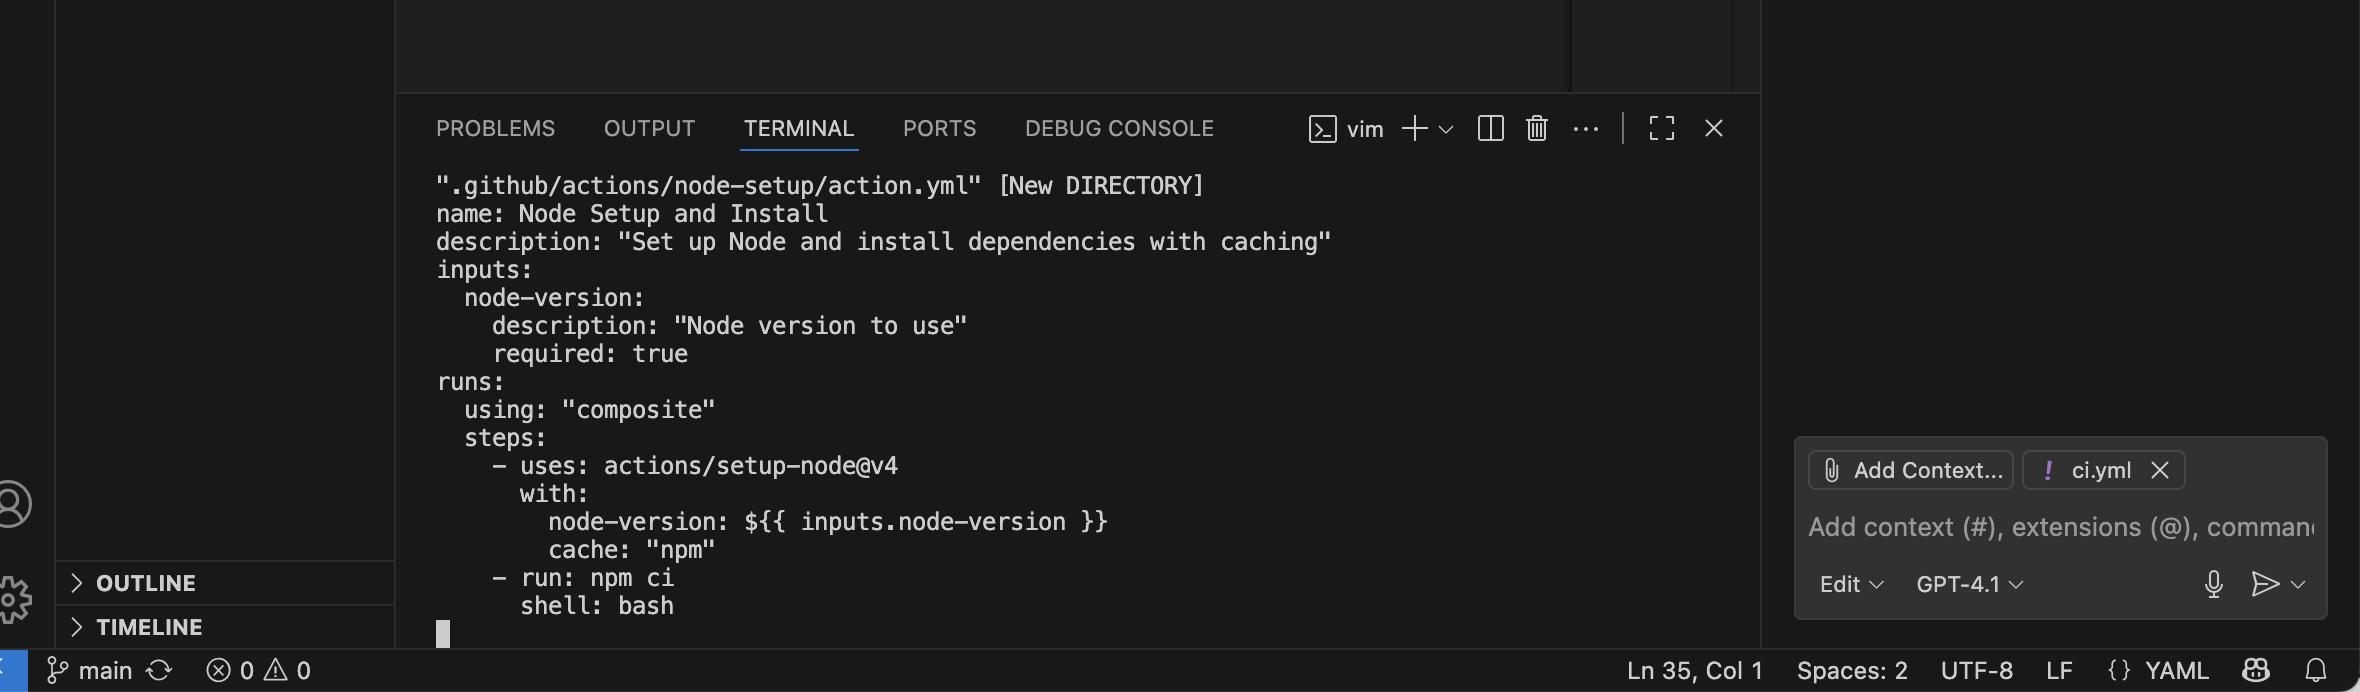 PROBLEMS OUTPUT TERMINAL PORTS DEBUG CONSOLE vim
".github/actions/node-setup/action.yml" [New DIRECTORY]
name: Node Setup and Install
description: "Set up Node and install dependencies with caching"
inputs:
  node-version:
    description: "Node version to use"
    required: true
runs:
  using: "composite"
  steps:
    - uses: actions/setup-node@v4
      with:
        node-version: ${{ inputs.node-version }}
        cache: "npm"
    - run: npm ci
      shell: bash
OUTLINE
TIMELINE
Add Context... ! ci.yml
Add context (#), extensions (@), comman
Edit GPT-4.1
main 0 0 Ln 35, Col 1 Spaces: 2 UTF-8 LF {} YAML